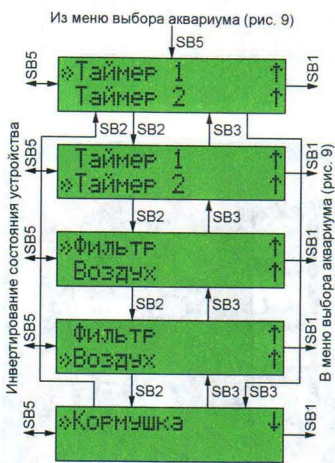 Из меню выбора аквариума (рис. 9)
SB5
»Таймер 1 ↑
Таймер 2 ↑
SB5
SB1
SB2
SB2
SB3
Таймер 1 ↑
»Таймер 2 ↑
SB5
SB1
SB2
SB3
»Фильтр ↑
Воздух ↑
SB5
SB1
SB2
SB3
Фильтр ↑
»Воздух ↑
SB5
SB1
SB2
SB3
SB3
»Кормушка ↓
SB5
SB1
Инвертирование состояния устройства
В меню выбора аквариума (рис. 9)